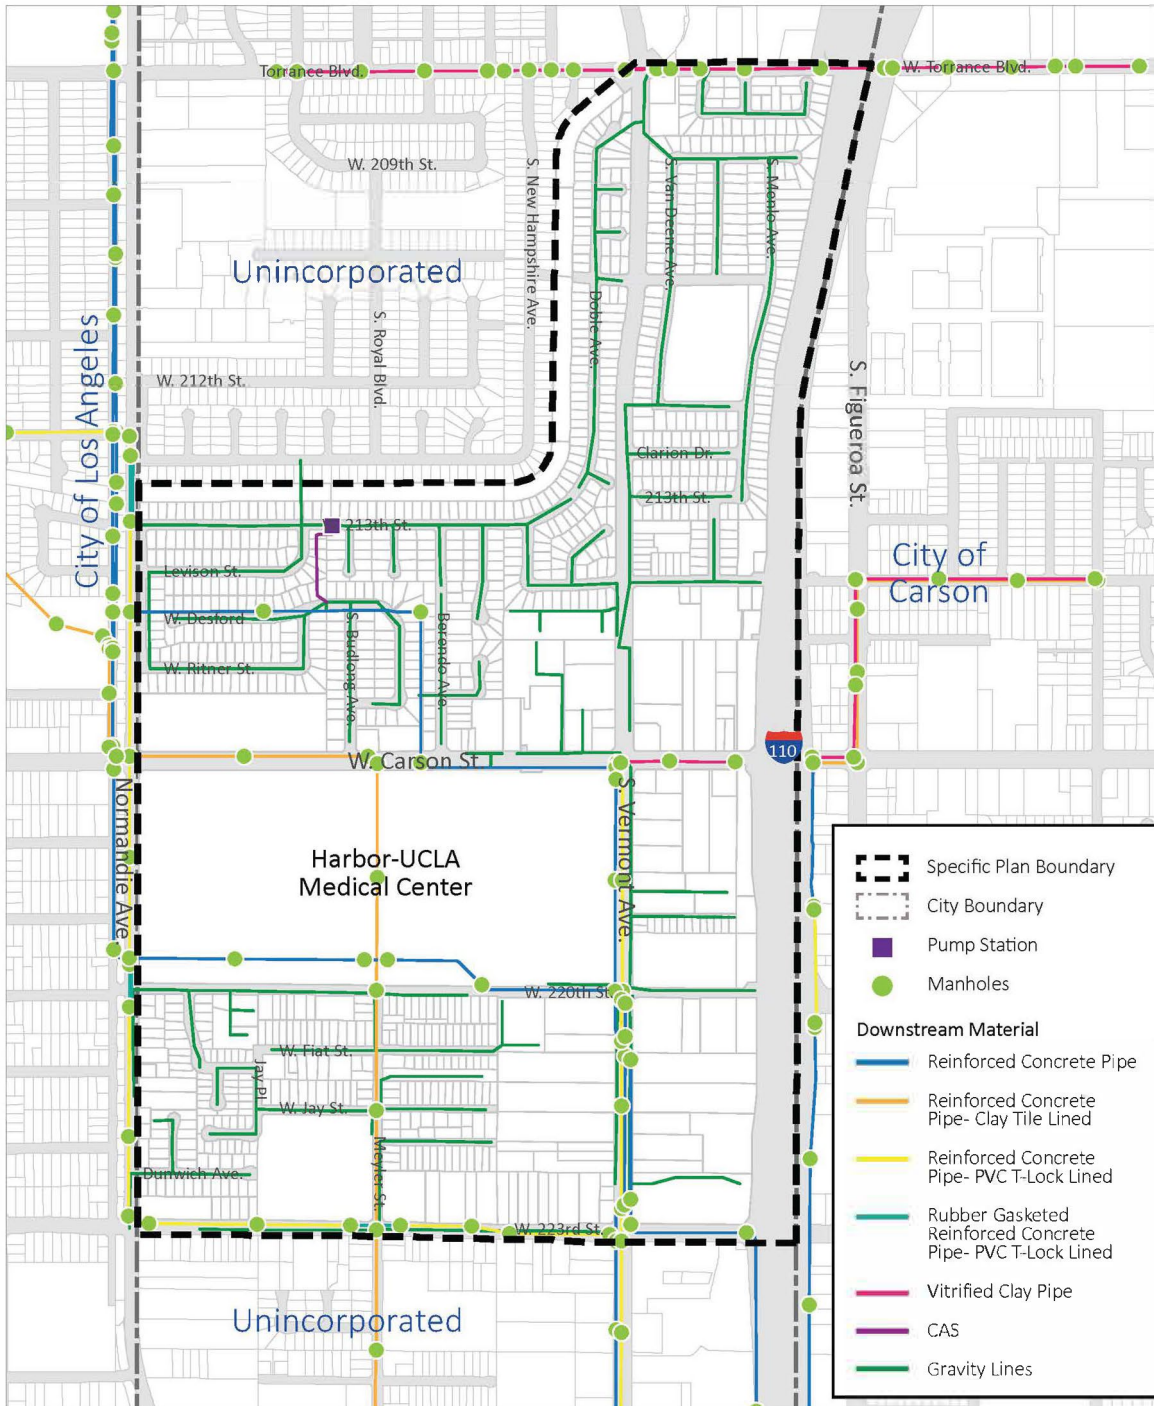 Torrance Blvd.
W. Torrance Blvd.
W. 209th St.
S. New Hampshire Ave.
S. Van Deene Ave.
S. Menlo Ave.
Unincorporated
Doble Ave.
S. Royal Blvd.
City of Los Angeles
W. 212th St.
S. Figueroa St.
Clarion Dr.
213th St.
213th St.
City of
Carson
Levison St.
W. Desford
S. Budlong Ave.
Berendo Ave.
W. Ritner St.
W. Carson St.
110
Normandie Ave.
S. Vermont Ave.
Harbor-UCLA
Medical Center
W. 220th St.
W. Fiat St.
Jay Pl.
W. Jay St.
Meyler St.
Dunwich Ave.
W. 223rd St.
Unincorporated
Specific Plan Boundary
City Boundary
Pump Station
Manholes
Downstream Material
Reinforced Concrete Pipe
Reinforced Concrete
Pipe- Clay Tile Lined
Reinforced Concrete
Pipe- PVC T-Lock Lined
Rubber Gasketed
Reinforced Concrete
Pipe- PVC T-Lock Lined
Vitrified Clay Pipe
CAS
Gravity Lines